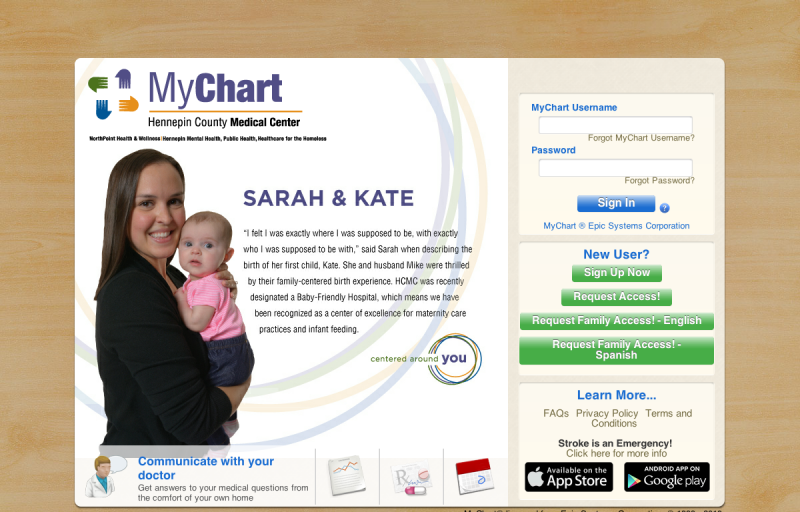 MyChart
Hennepin County Medical Center
NorthPoint Health & Wellness|Hennepin Mental Health, Public Health, Healthcare for the Homeless
SARAH & KATE
“I felt I was exactly where I was supposed to be, with exactly
who I was supposed to be with,” said Sarah when describing the
birth of her first child, Kate. She and husband Mike were thrilled
by their family-centered birth experience. HCMC was recently
designated a Baby-Friendly Hospital, which means we have
been recognized as a center of excellence for maternity care
practices and infant feeding.
centered around you
Communicate with your
doctor
Get answers to your medical questions from
the comfort of your own home
Rx
MyChart Username
Forgot MyChart Username?
Password
Forgot Password?
Sign In
?
MyChart ® Epic Systems Corporation
New User?
Sign Up Now
Request Access!
Request Family Access! - English
Request Family Access! -
Spanish
Learn More...
FAQs Privacy Policy Terms and
Conditions
Stroke is an Emergency!
Click here for more info
Available on the
App Store
ANDROID APP ON
Google play